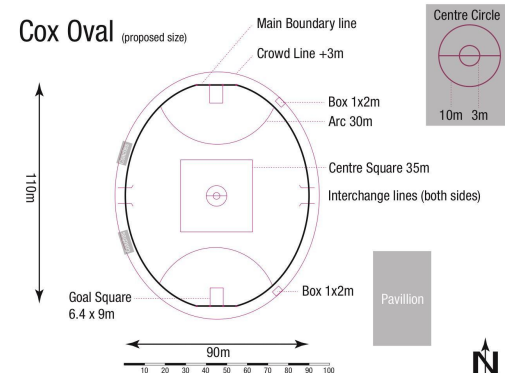 Cox Oval (proposed size)
Main Boundary line
Crowd Line +3m
Centre Circle
10m 3m
Box 1x2m
Arc 30m
Centre Square 35m
Interchange lines (both sides)
110m
Box 1x2m
Goal Square
6.4 x 9m
Pavillion
90m
10 20 30 40 50 60 70 80 90 100
N